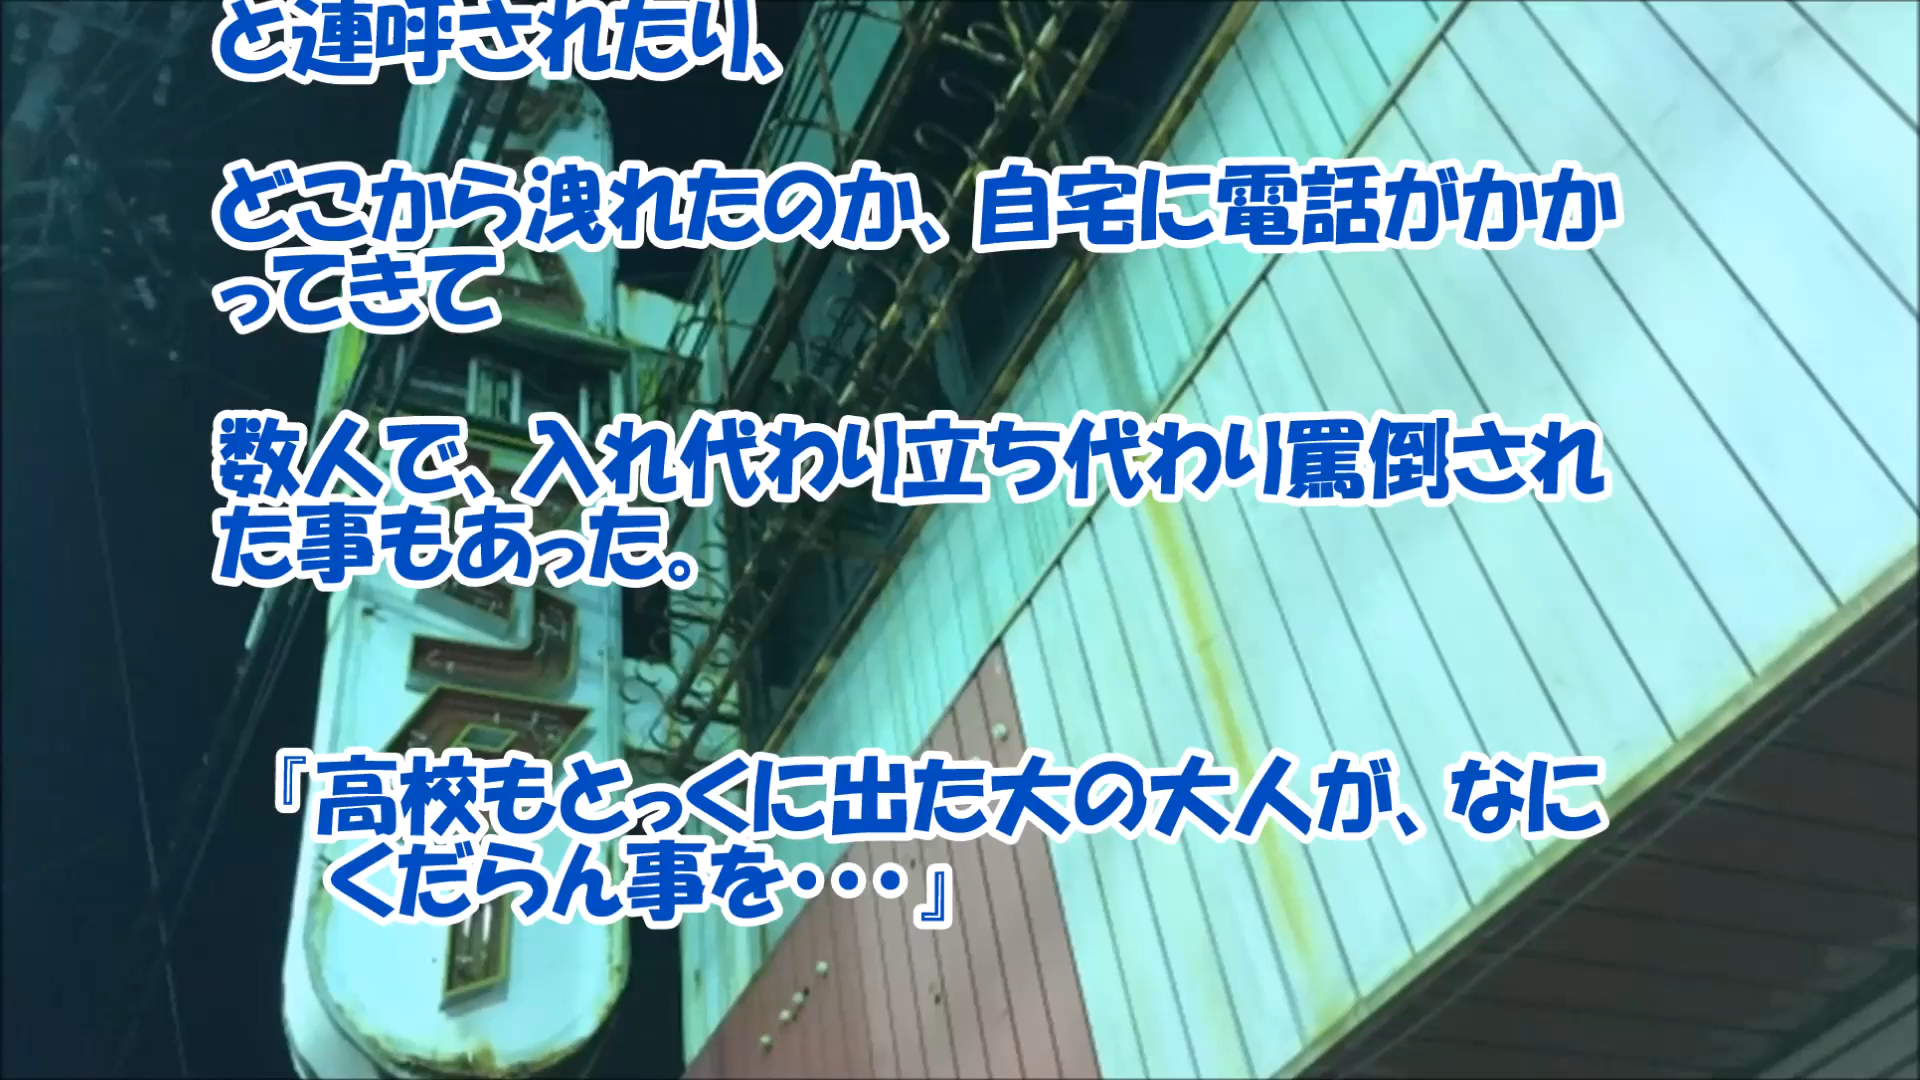 と連呼されたり、
どこから洩れたのか、自宅に電話がかか
ってきて
数人で、入れ代わり立ち代わり罵倒され
た事もあった。
『高校もとっくに出た大の大人が、なに
くだらん事を・・・』